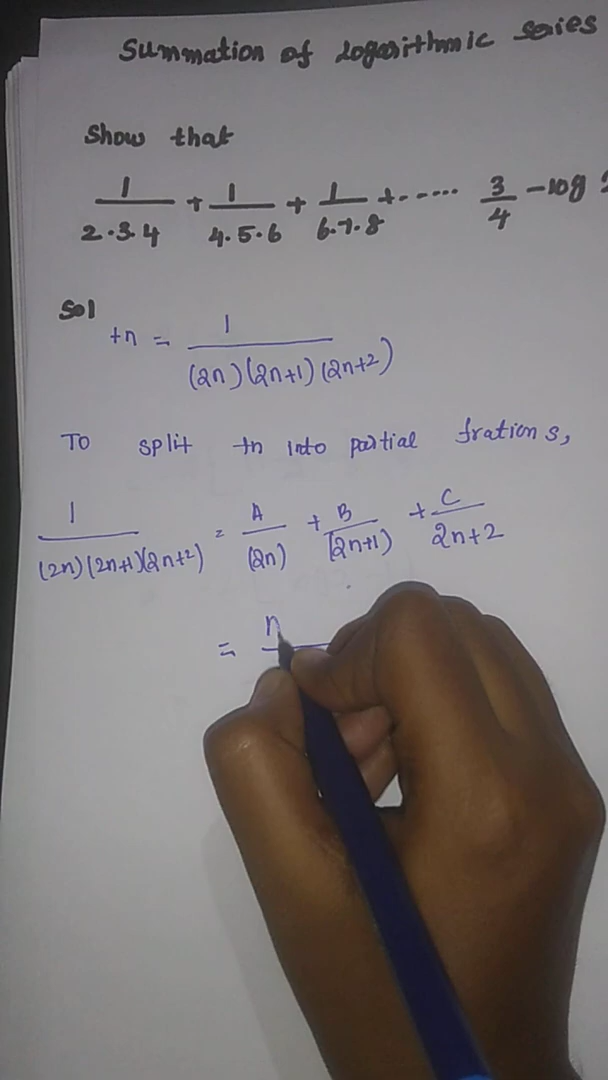 Summation of Logarithmic series
Show that
1/2.3.4 + 1/4.5.6 + 1/6.7.8 + ..... 3/4 - log
Sol
tn = 1/(2n)(2n+1)(2n+2)
To split tn into partial frations,
1/(2n)(2n+1)(2n+2) = A/(2n) + B/(2n+1) + C/2n+2
=